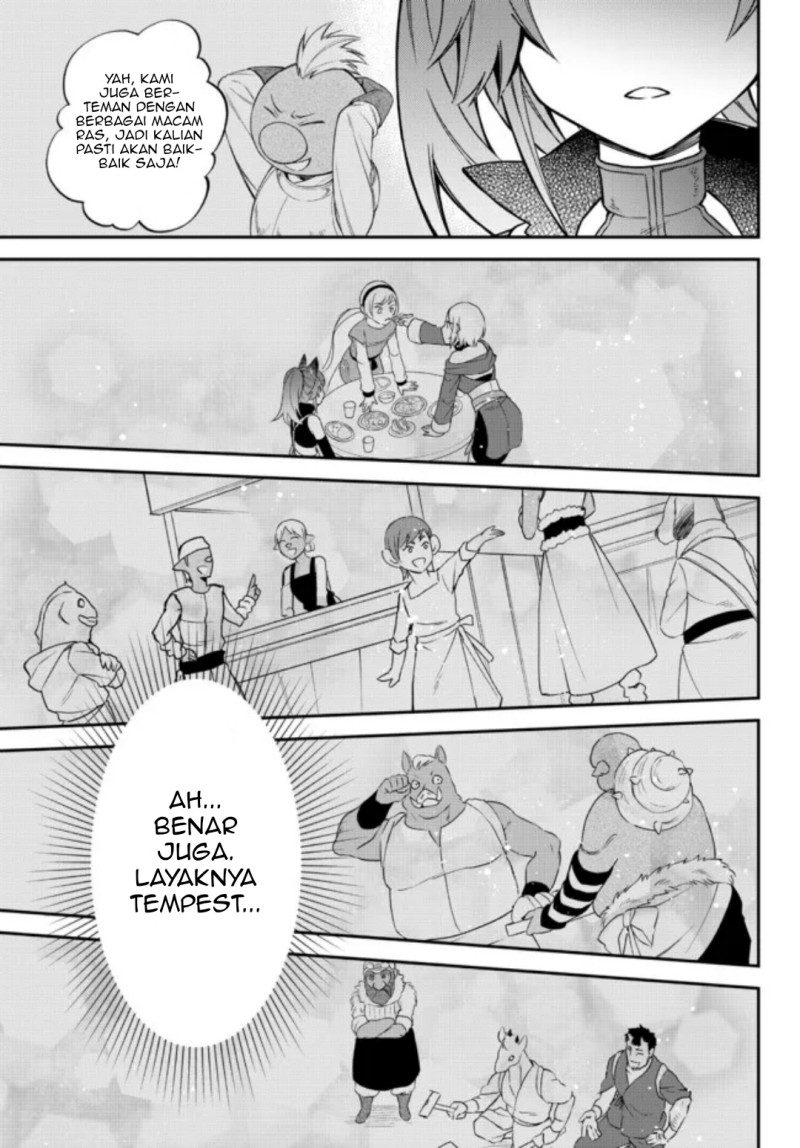 YAH, KAMI
JUGA BER-
TEMAN DENGAN
BERBAGAI MACAM
RAS, JADI KALIAN
PASTI AKAN BAIK-
BAIK SAJA!
AH...
BENAR
JUGA.
LAYAKNYA
TEMPEST...